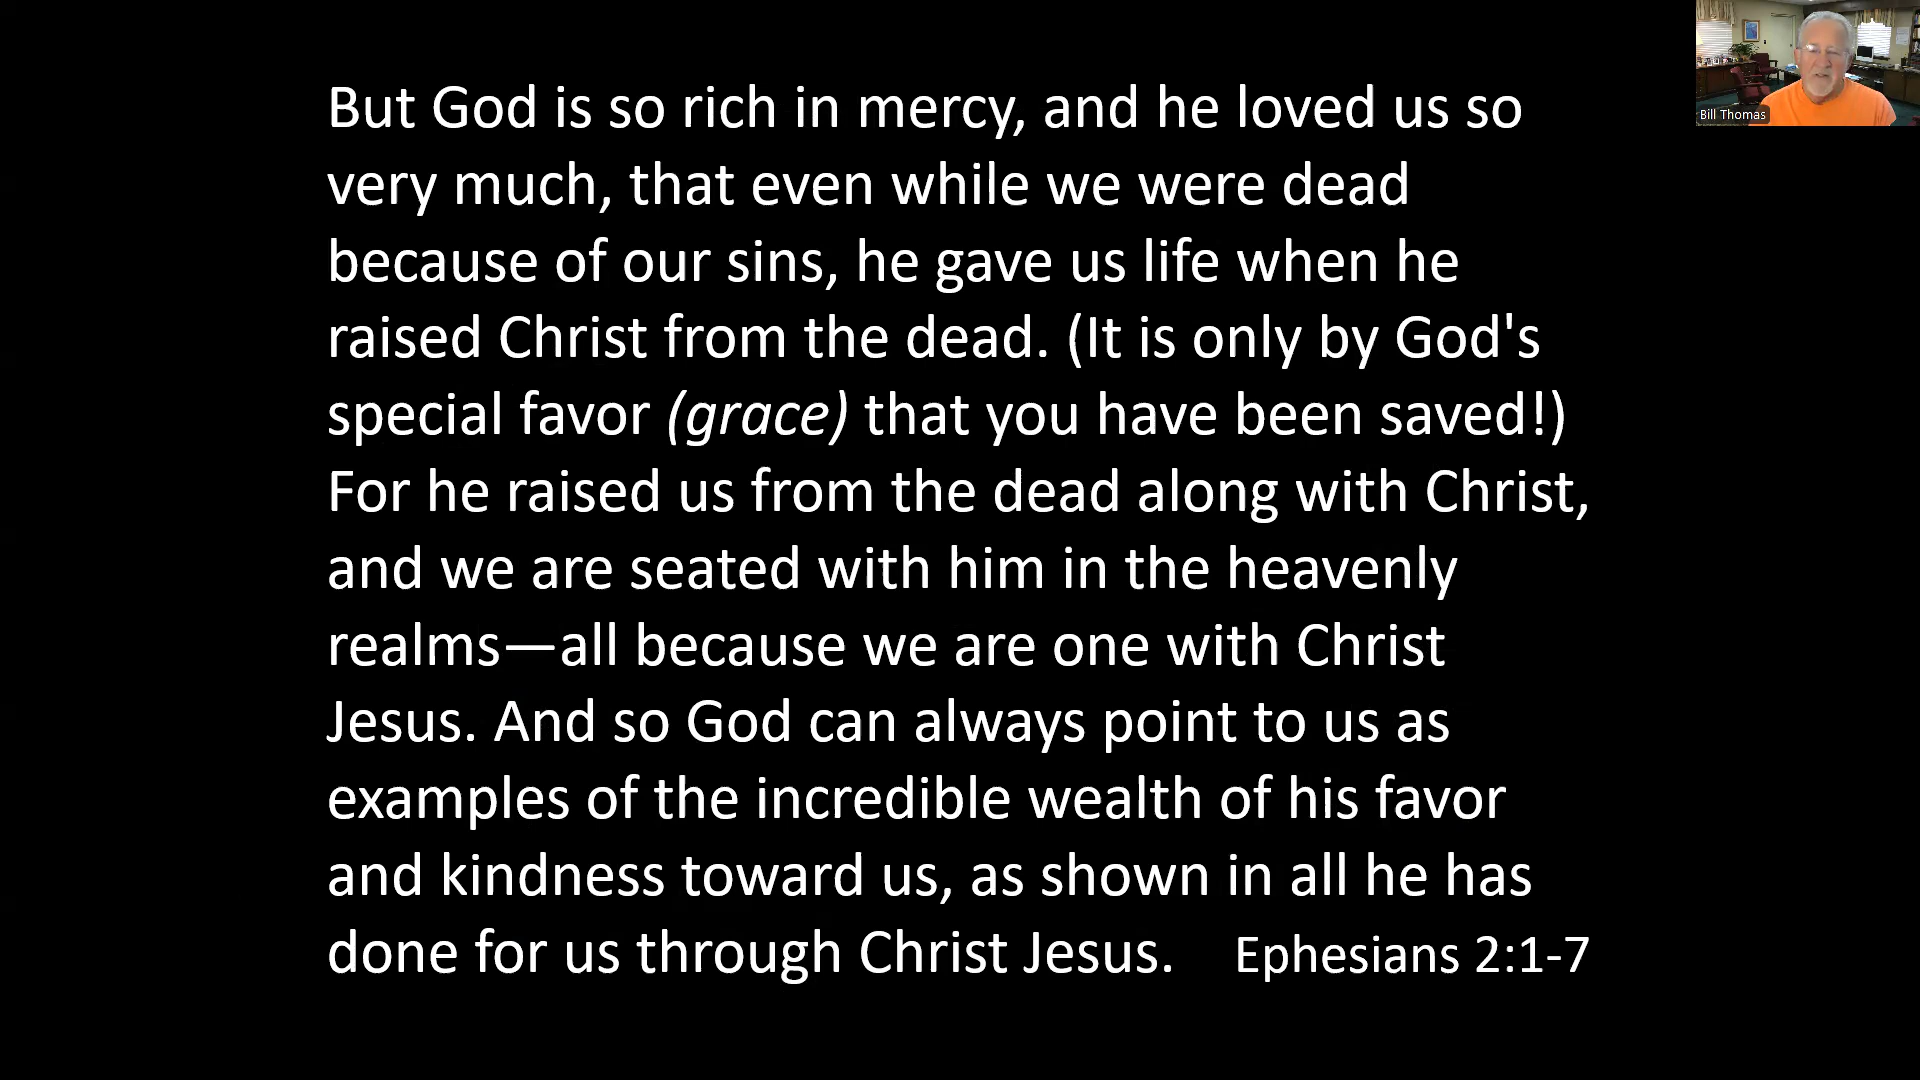 But God is so rich in mercy, and he loved us so
very much, that even while we were dead
because of our sins, he gave us life when he
raised Christ from the dead. (It is only by God's
special favor (grace) that you have been saved!)
For he raised us from the dead along with Christ,
and we are seated with him in the heavenly
realms—all because we are one with Christ
Jesus. And so God can always point to us as
examples of the incredible wealth of his favor
and kindness toward us, as shown in all he has
done for us through Christ Jesus. Ephesians 2:1-7
Bill Thomas